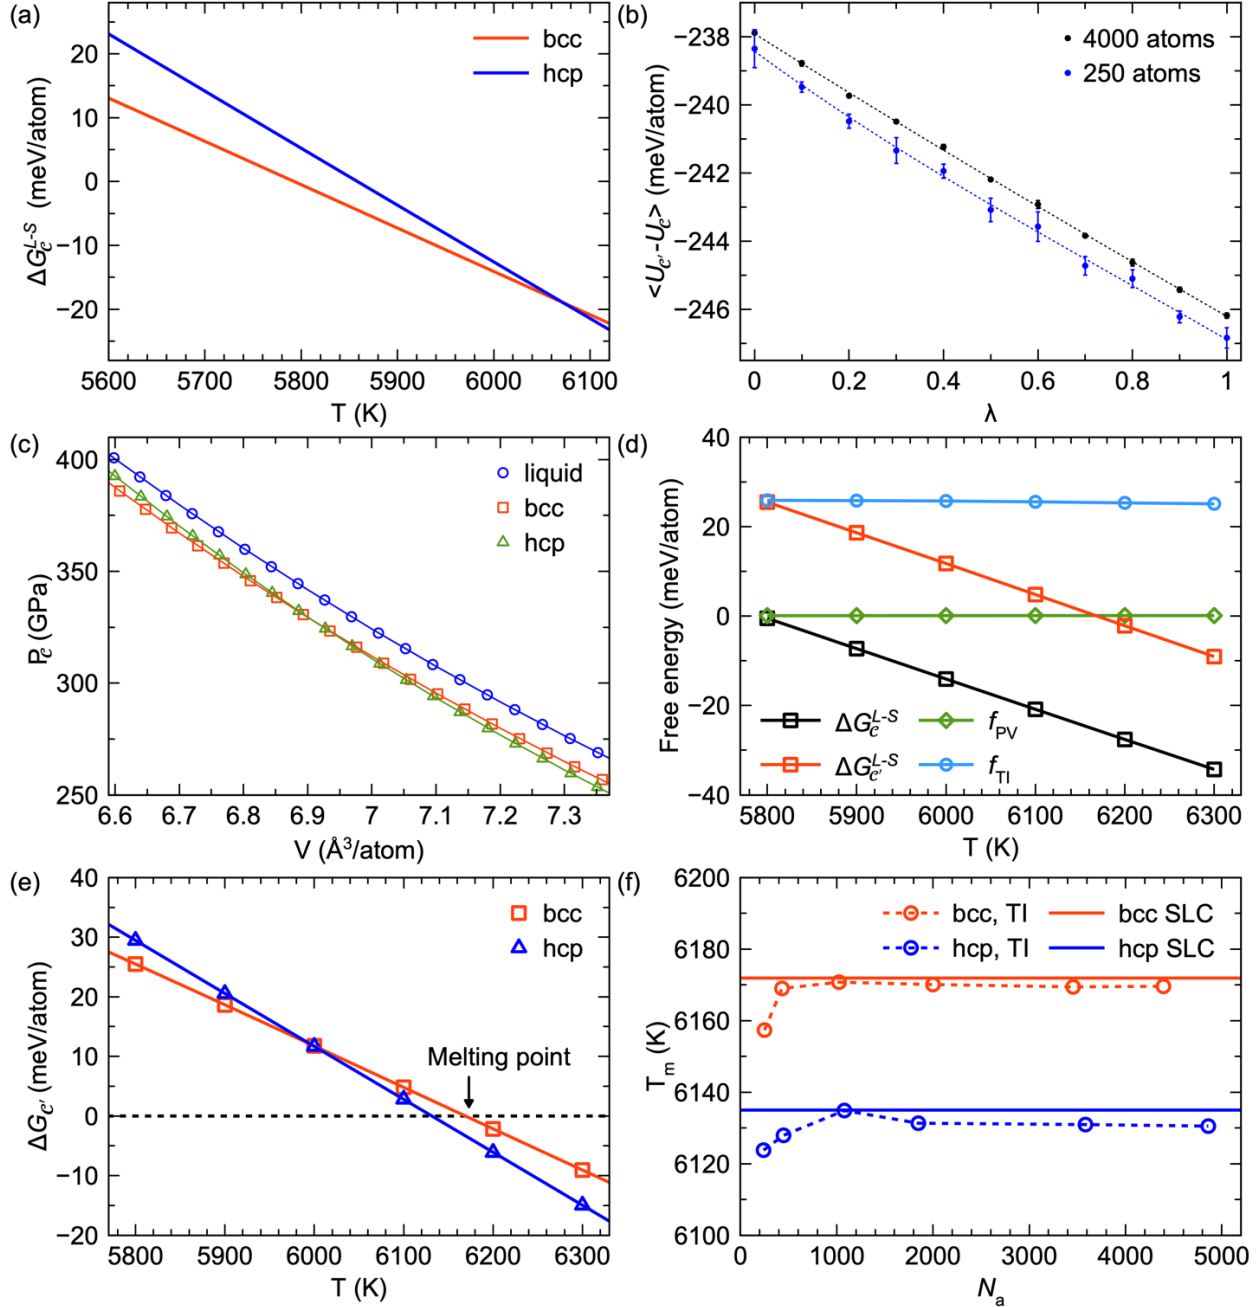 (a)
bcc
hcp
20
10
0
−10
−20
ΔG_C^{L-S} (meV/atom)
5600 5700 5800 5900 6000 6100
T (K)
(b)
4000 atoms
250 atoms
−238
−240
−242
−244
−246
<U_{C'}-U_C> (meV/atom)
0 0.2 0.4 0.6 0.8 1
λ
(c)
liquid
bcc
hcp
400
350
300
250
P_C (GPa)
6.6 6.7 6.8 6.9 7 7.1 7.2 7.3
V (Å³/atom)
(d)
40
20
0
−20
−40
Free energy (meV/atom)
ΔG_C^{L-S} f_PV
ΔG_{C'}^{L-S} f_TI
5800 5900 6000 6100 6200 6300
T (K)
(e)
bcc
hcp
Melting point
40
30
20
10
0
−10
−20
ΔG_{C'} (meV/atom)
5800 5900 6000 6100 6200 6300
T (K)
(f)
bcc, TI bcc SLC
hcp, TI hcp SLC
6200
6180
6160
6140
6120
6100
T_m (K)
0 1000 2000 3000 4000 5000
N_a